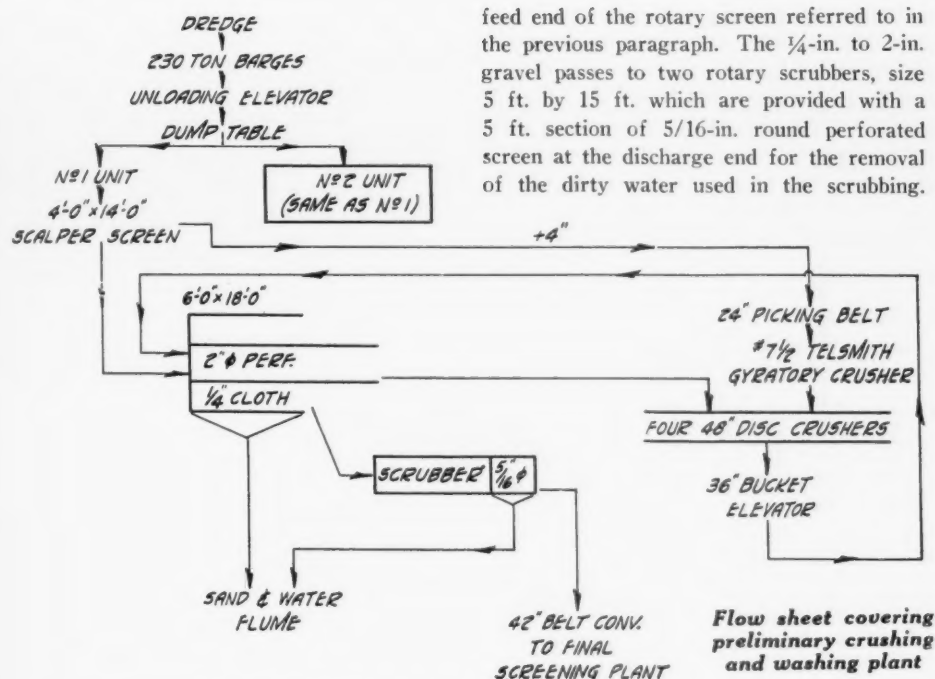 feed end of the rotary screen referred to in
the previous paragraph. The ¼-in. to 2-in.
gravel passes to two rotary scrubbers, size
5 ft. by 15 ft. which are provided with a
5 ft. section of 5/16-in. round perforated
screen at the discharge end for the removal
of the dirty water used in the scrubbing.
DREDGE
230 TON BARGES
UNLOADING ELEVATOR
DUMP TABLE
Nº1 UNIT
Nº2 UNIT
(SAME AS Nº1)
4'-0"×14'-0"
SCALPER SCREEN
+4"
6'-0"×18'-0"
2"ϕ PERF.
¼" CLOTH
24" PICKING BELT
#7½ TELSMITH
GYRATORY CRUSHER
FOUR 48" DISC CRUSHERS
SCRUBBER
5/16"ϕ
36" BUCKET
ELEVATOR
SAND & WATER
FLUME
42" BELT CONV.
TO FINAL
SCREENING PLANT
Flow sheet covering
preliminary crushing
and washing plant